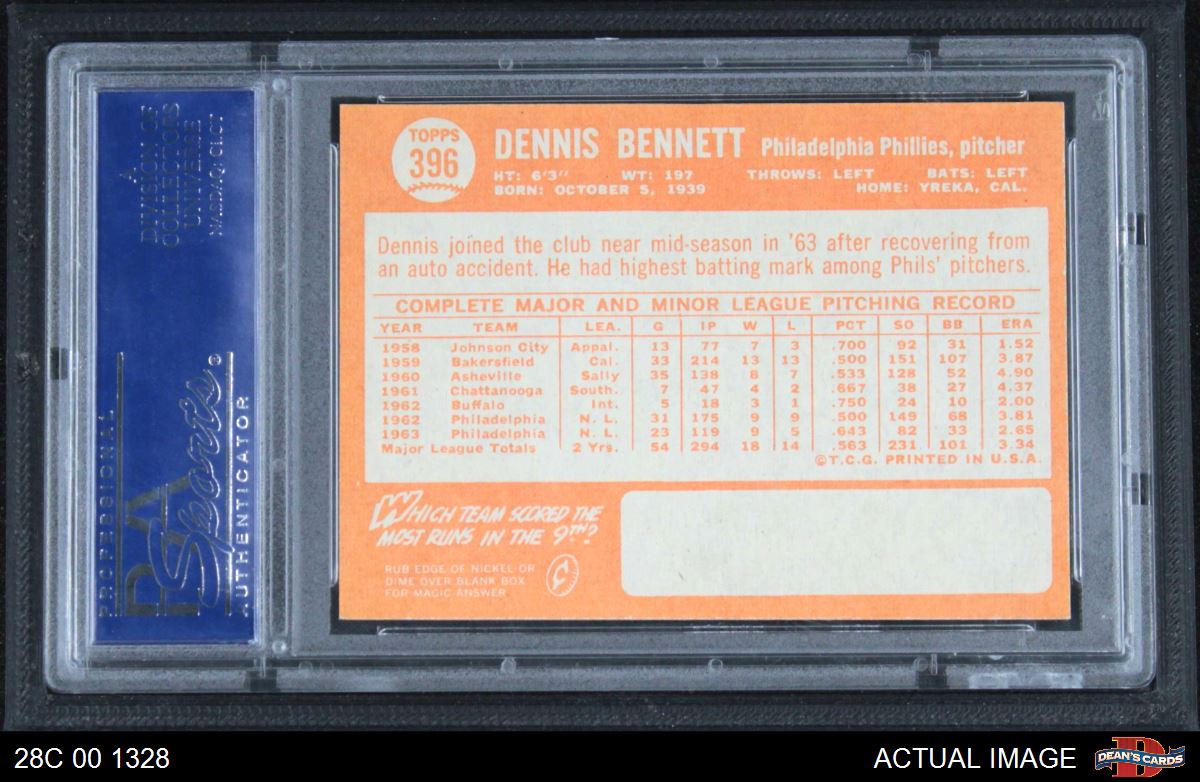 A
DIVISION OF
COLLECTORS
UNIVERSE
NASDAQ: CLCT
PROFESSIONAL
PSA
Sports
AUTHENTICATOR
TOPPS
396
DENNIS BENNETT Philadelphia Phillies, pitcher
HT: 6'3" WT: 197 THROWS: LEFT BATS: LEFT
BORN: OCTOBER 5, 1939 HOME: YREKA, CAL.
Dennis joined the club near mid-season in '63 after recovering from
an auto accident. He had highest batting mark among Phils' pitchers.
COMPLETE MAJOR AND MINOR LEAGUE PITCHING RECORD
YEAR TEAM LEA. G IP W L PCT SO BB ERA
1958 Johnson City Appal. 13 77 7 3 .700 92 31 1.52
1959 Bakersfield Cal. 33 214 13 13 .500 151 107 3.87
1960 Asheville Sally 35 138 8 7 .533 128 52 4.90
1961 Chattanooga South. 7 47 4 2 .667 38 27 4.37
1962 Buffalo Int. 5 18 3 1 .750 24 10 2.00
1962 Philadelphia N. L. 31 175 9 9 .500 149 68 3.81
1963 Philadelphia N. L. 23 119 9 5 .643 82 33 2.65
Major League Totals 2 Yrs. 54 294 18 14 .563 231 101 3.34
©T.C.G. PRINTED IN U.S.A.
WHICH TEAM SCORED THE
MOST RUNS IN THE 9TH?
RUB EDGE OF NICKEL OR
DIME OVER BLANK BOX
FOR MAGIC ANSWER
¢
28C 00 1328
ACTUAL IMAGE
DEAN'S CARDS